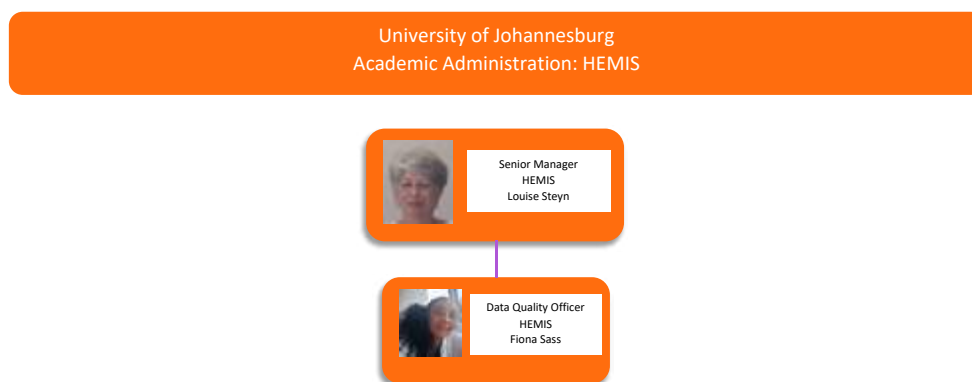 University of Johannesburg
Academic Administration: HEMIS
Senior Manager
HEMIS
Louise Steyn
Data Quality Officer
HEMIS
Fiona Sass